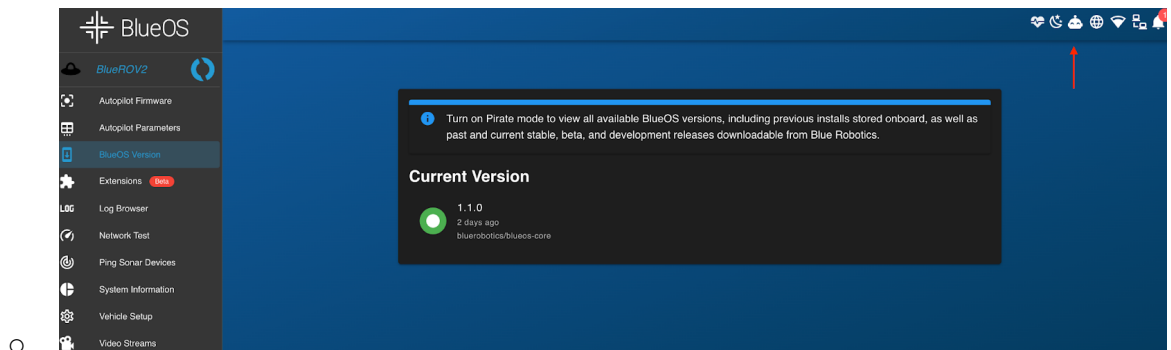 BlueOS
BlueROV2
Autopilot Firmware
Autopilot Parameters
BlueOS Version
Extensions Beta
LOG Log Browser
Network Test
Ping Sonar Devices
System Information
Vehicle Setup
Video Streams
1
Turn on Pirate mode to view all available BlueOS versions, including previous installs stored onboard, as well as
past and current stable, beta, and development releases downloadable from Blue Robotics.
Current Version
1.1.0
2 days ago
bluerobotics/blueos-core